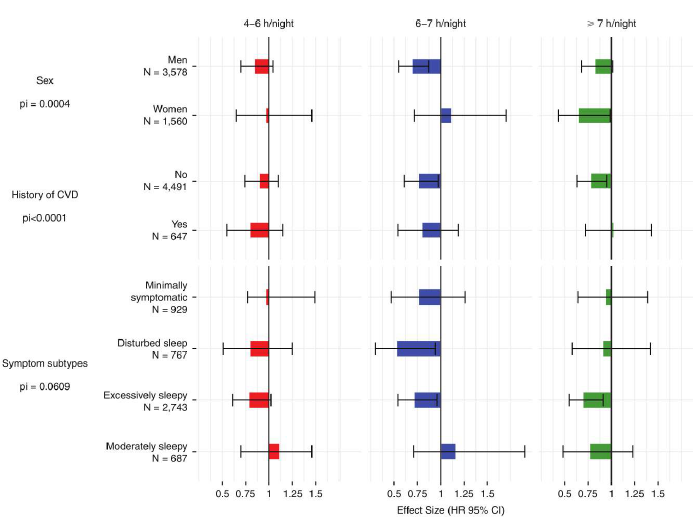 4–6 h/night
6–7 h/night
⩾ 7 h/night
Sex
pi = 0.0004
Men
N = 3,578
Women
N = 1,560
History of CVD
pi<0.0001
No
N = 4,491
Yes
N = 647
Symptom subtypes
pi = 0.0609
Minimally
symptomatic
N = 929
Disturbed sleep
N = 767
Excessively sleepy
N = 2,743
Moderately sleepy
N = 687
0.5 0.75 1 1.25 1.5
0.5 0.75 1 1.25 1.5
0.5 0.75 1 1.25 1.5
Effect Size (HR 95% CI)